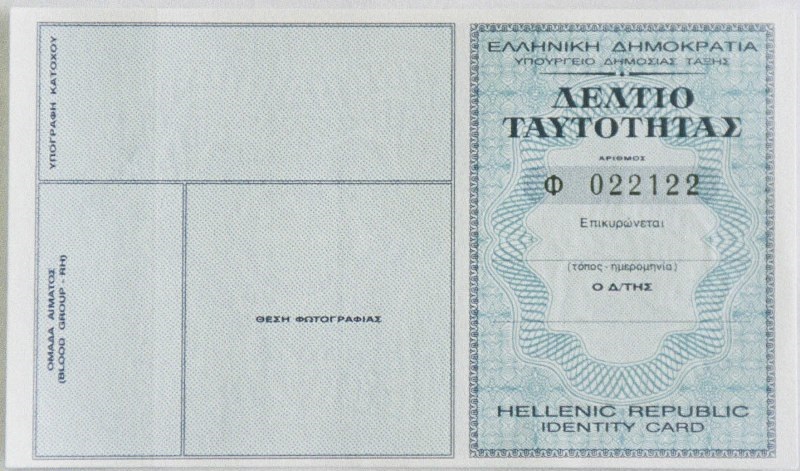 ΥΠΟΓΡΑΦΗ ΚΑΤΟΧΟΥ
ΟΜΑΔΑ ΑΙΜΑΤΟΣ
(BLOOD GROUP - RH)
ΘΕΣΗ ΦΩΤΟΓΡΑΦΙΑΣ
ΕΛΛΗΝΙΚΗ ΔΗΜΟΚΡΑΤΙΑ
ΥΠΟΥΡΓΕΙΟ ΔΗΜΟΣΙΑΣ ΤΑΞΗΣ
ΔΕΛΤΙΟ
ΤΑΥΤΟΤΗΤΑΣ
ΑΡΙΘΜΟΣ
Φ 022122
Επικυρώνεται
(τόπος - ημερομηνία)
Ο Δ/ΤΗΣ
HELLENIC REPUBLIC
IDENTITY CARD